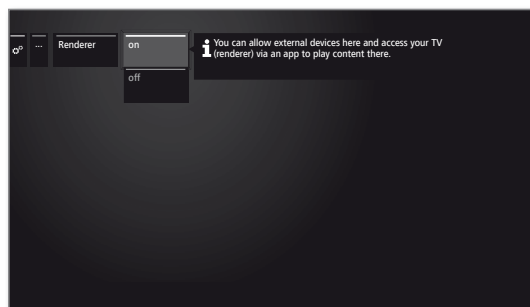 ... Renderer on You can allow external devices here and access your TV
(renderer) via an app to play content there.
off